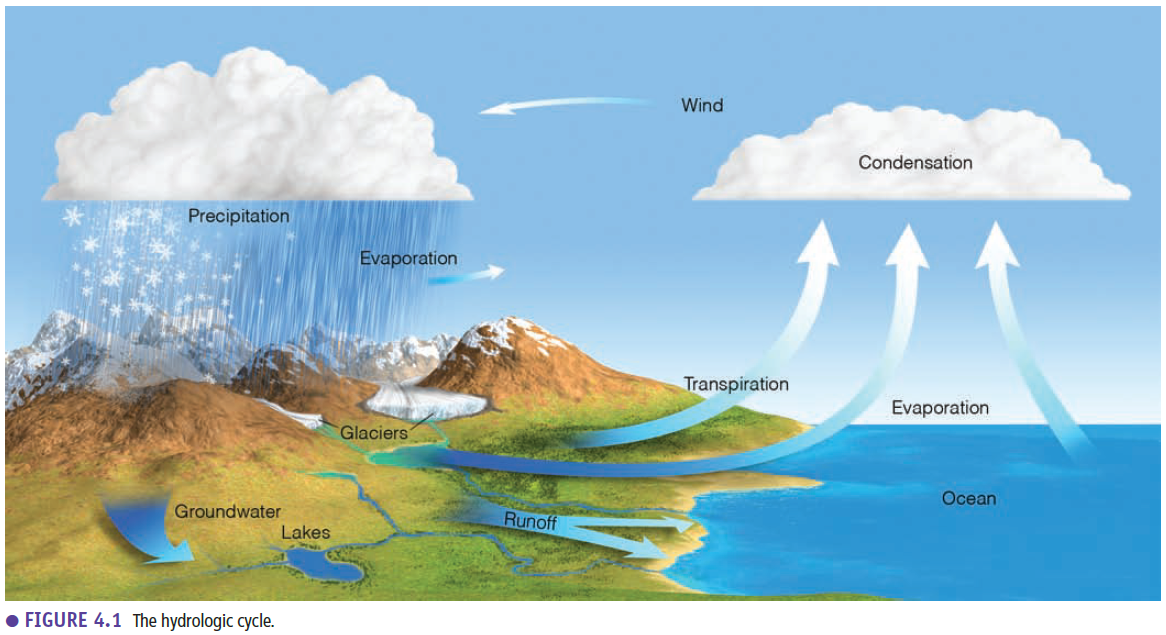 Wind
Condensation
Precipitation
Evaporation
Transpiration
Evaporation
Glaciers
Ocean
Groundwater
Runoff
Lakes
● FIGURE 4.1 The hydrologic cycle.